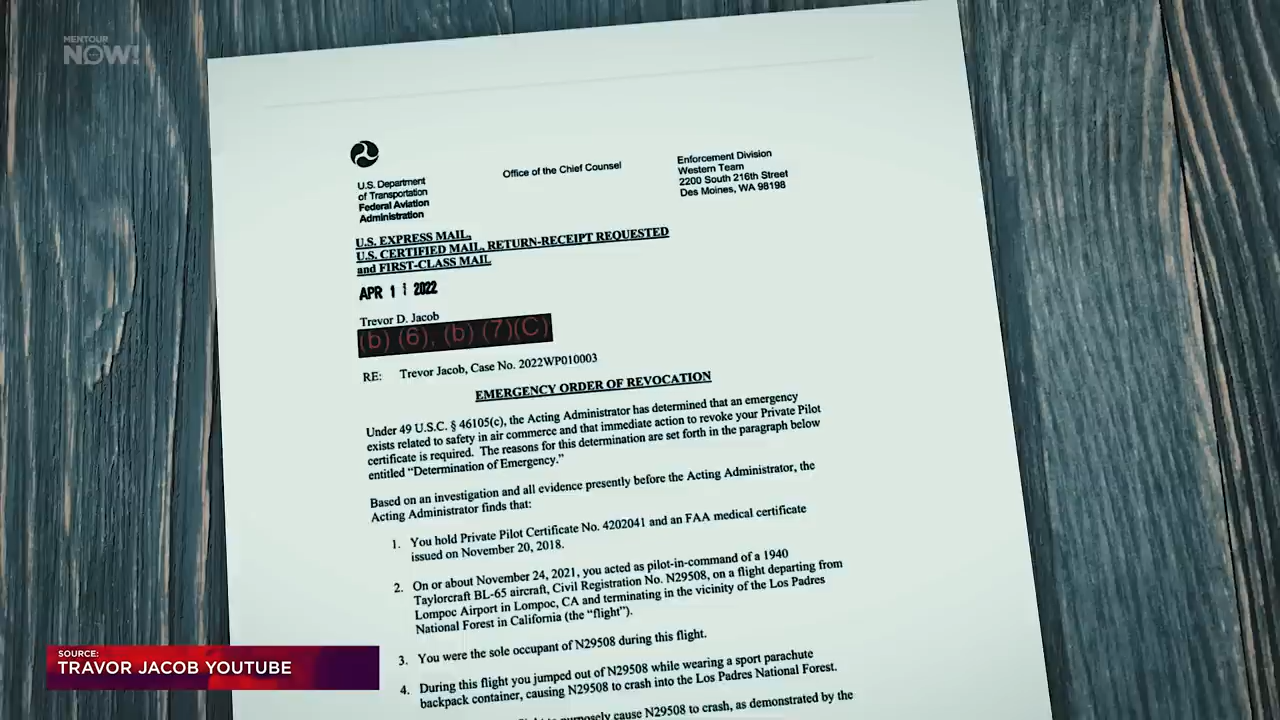 MENTOUR
NOW!
U.S. Department
of Transportation
Federal Aviation
Administration
Office of the Chief Counsel
Enforcement Division
Western Team
2200 South 216th Street
Des Moines, WA 98198
U.S. EXPRESS MAIL,
U.S. CERTIFIED MAIL, RETURN-RECEIPT REQUESTED
and FIRST-CLASS MAIL
APR 11 2022
Trevor D. Jacob
(b) (6), (b) (7)(C)
RE: Trevor Jacob, Case No. 2022WP010003
EMERGENCY ORDER OF REVOCATION
Under 49 U.S.C. § 46105(c), the Acting Administrator has determined that an emergency
exists related to safety in air commerce and that immediate action to revoke your Private Pilot
certificate is required. The reasons for this determination are set forth in the paragraph below
entitled “Determination of Emergency.”
Based on an investigation and all evidence presently before the Acting Administrator, the
Acting Administrator finds that:
1. You hold Private Pilot Certificate No. 4202041 and an FAA medical certificate
issued on November 20, 2018.
2. On or about November 24, 2021, you acted as pilot-in-command of a 1940
Taylorcraft BL-65 aircraft, Civil Registration No. N29508, on a flight departing from
Lompoc Airport in Lompoc, CA and terminating in the vicinity of the Los Padres
National Forest in California (the “flight”).
3. You were the sole occupant of N29508 during this flight.
4. During this flight you jumped out of N29508 while wearing a sport parachute
backpack container, causing N29508 to crash into the Los Padres National Forest.
purposely cause N29508 to crash, as demonstrated by the
SOURCE:
TRAVOR JACOB YOUTUBE